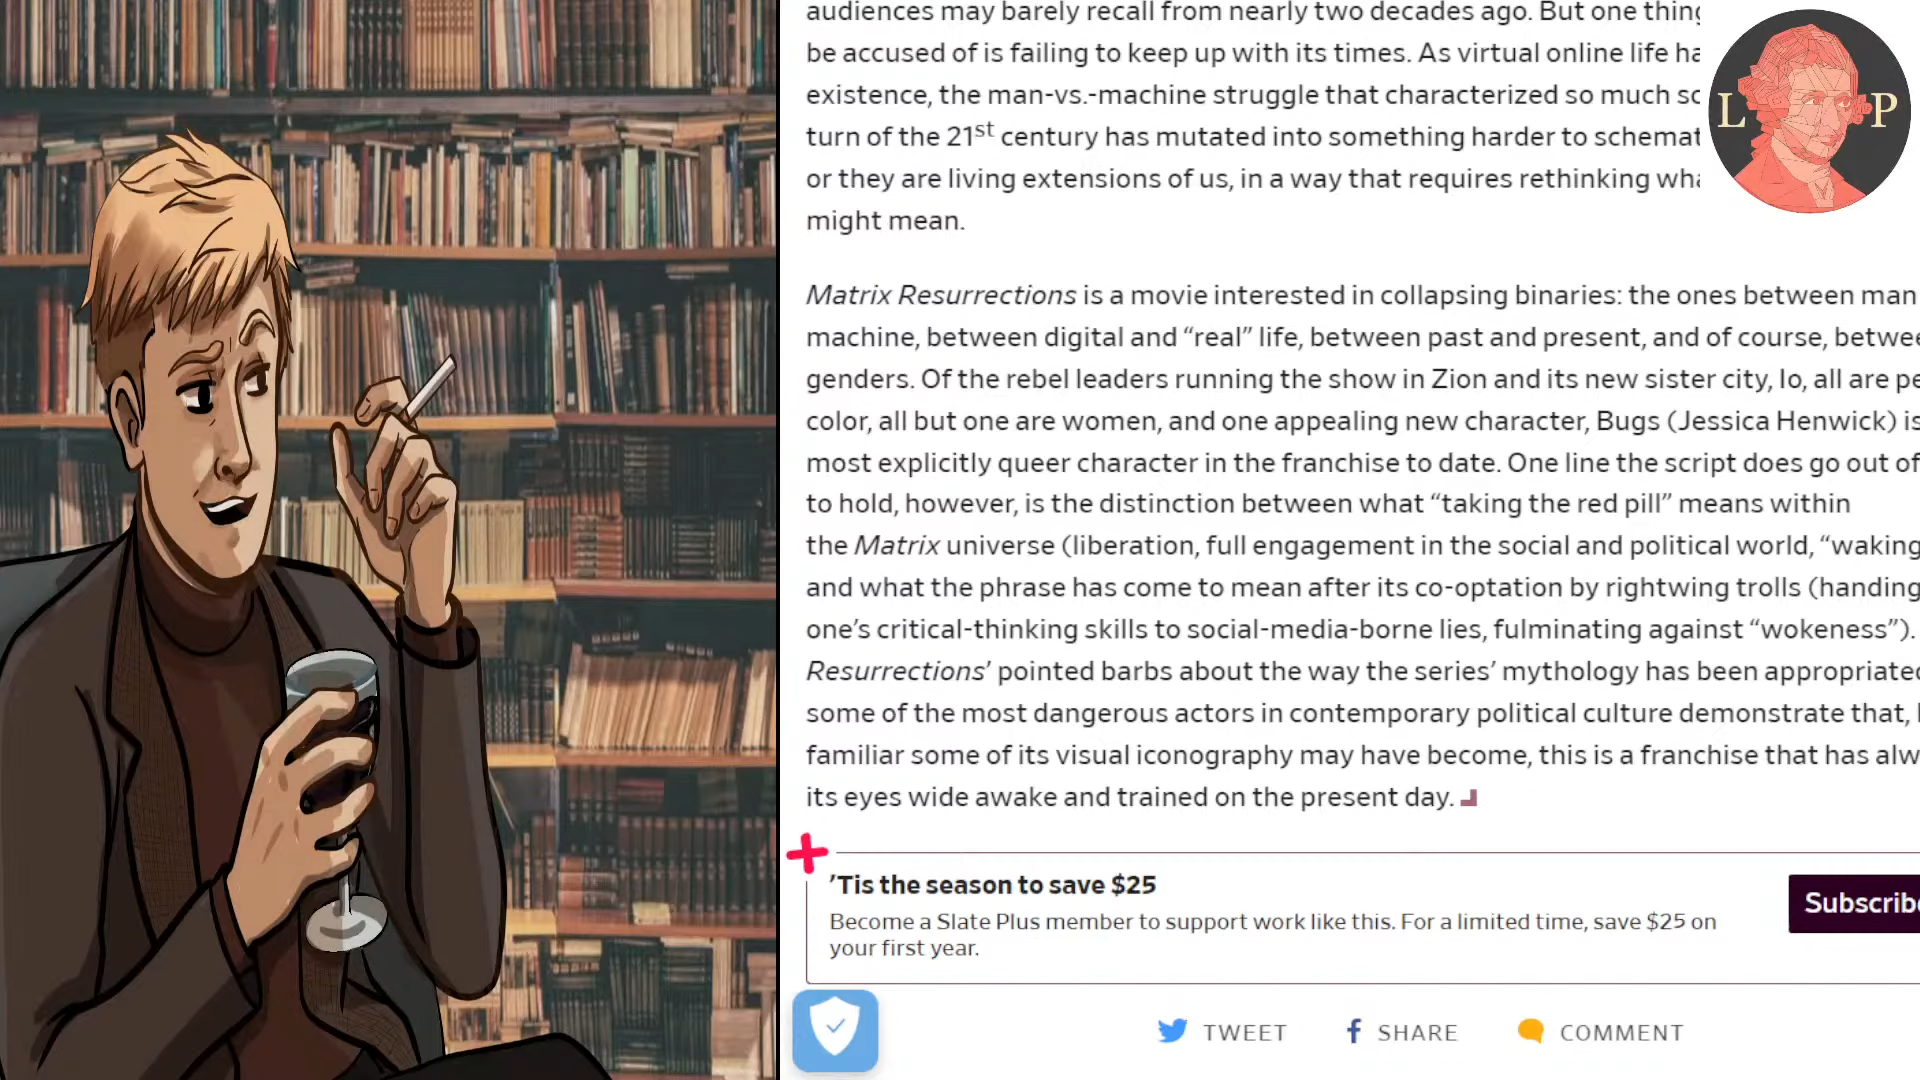 audiences may barely recall from nearly two decades ago. But one thing
be accused of is failing to keep up with its times. As virtual online life ha
existence, the man-vs.-machine struggle that characterized so much sc
turn of the 21st century has mutated into something harder to schemat
or they are living extensions of us, in a way that requires rethinking wha
might mean.
L P
Matrix Resurrections is a movie interested in collapsing binaries: the ones between man
machine, between digital and “real” life, between past and present, and of course, betwee
genders. Of the rebel leaders running the show in Zion and its new sister city, Io, all are pe
color, all but one are women, and one appealing new character, Bugs (Jessica Henwick) is
most explicitly queer character in the franchise to date. One line the script does go out of
to hold, however, is the distinction between what “taking the red pill” means within
the Matrix universe (liberation, full engagement in the social and political world, “waking
and what the phrase has come to mean after its co-optation by rightwing trolls (handing
one’s critical-thinking skills to social-media-borne lies, fulminating against “wokeness”).
Resurrections’ pointed barbs about the way the series’ mythology has been appropriated
some of the most dangerous actors in contemporary political culture demonstrate that,
familiar some of its visual iconography may have become, this is a franchise that has alw
its eyes wide awake and trained on the present day.
’Tis the season to save $25
Become a Slate Plus member to support work like this. For a limited time, save $25 on
your first year.
Subscribe
TWEET SHARE COMMENT